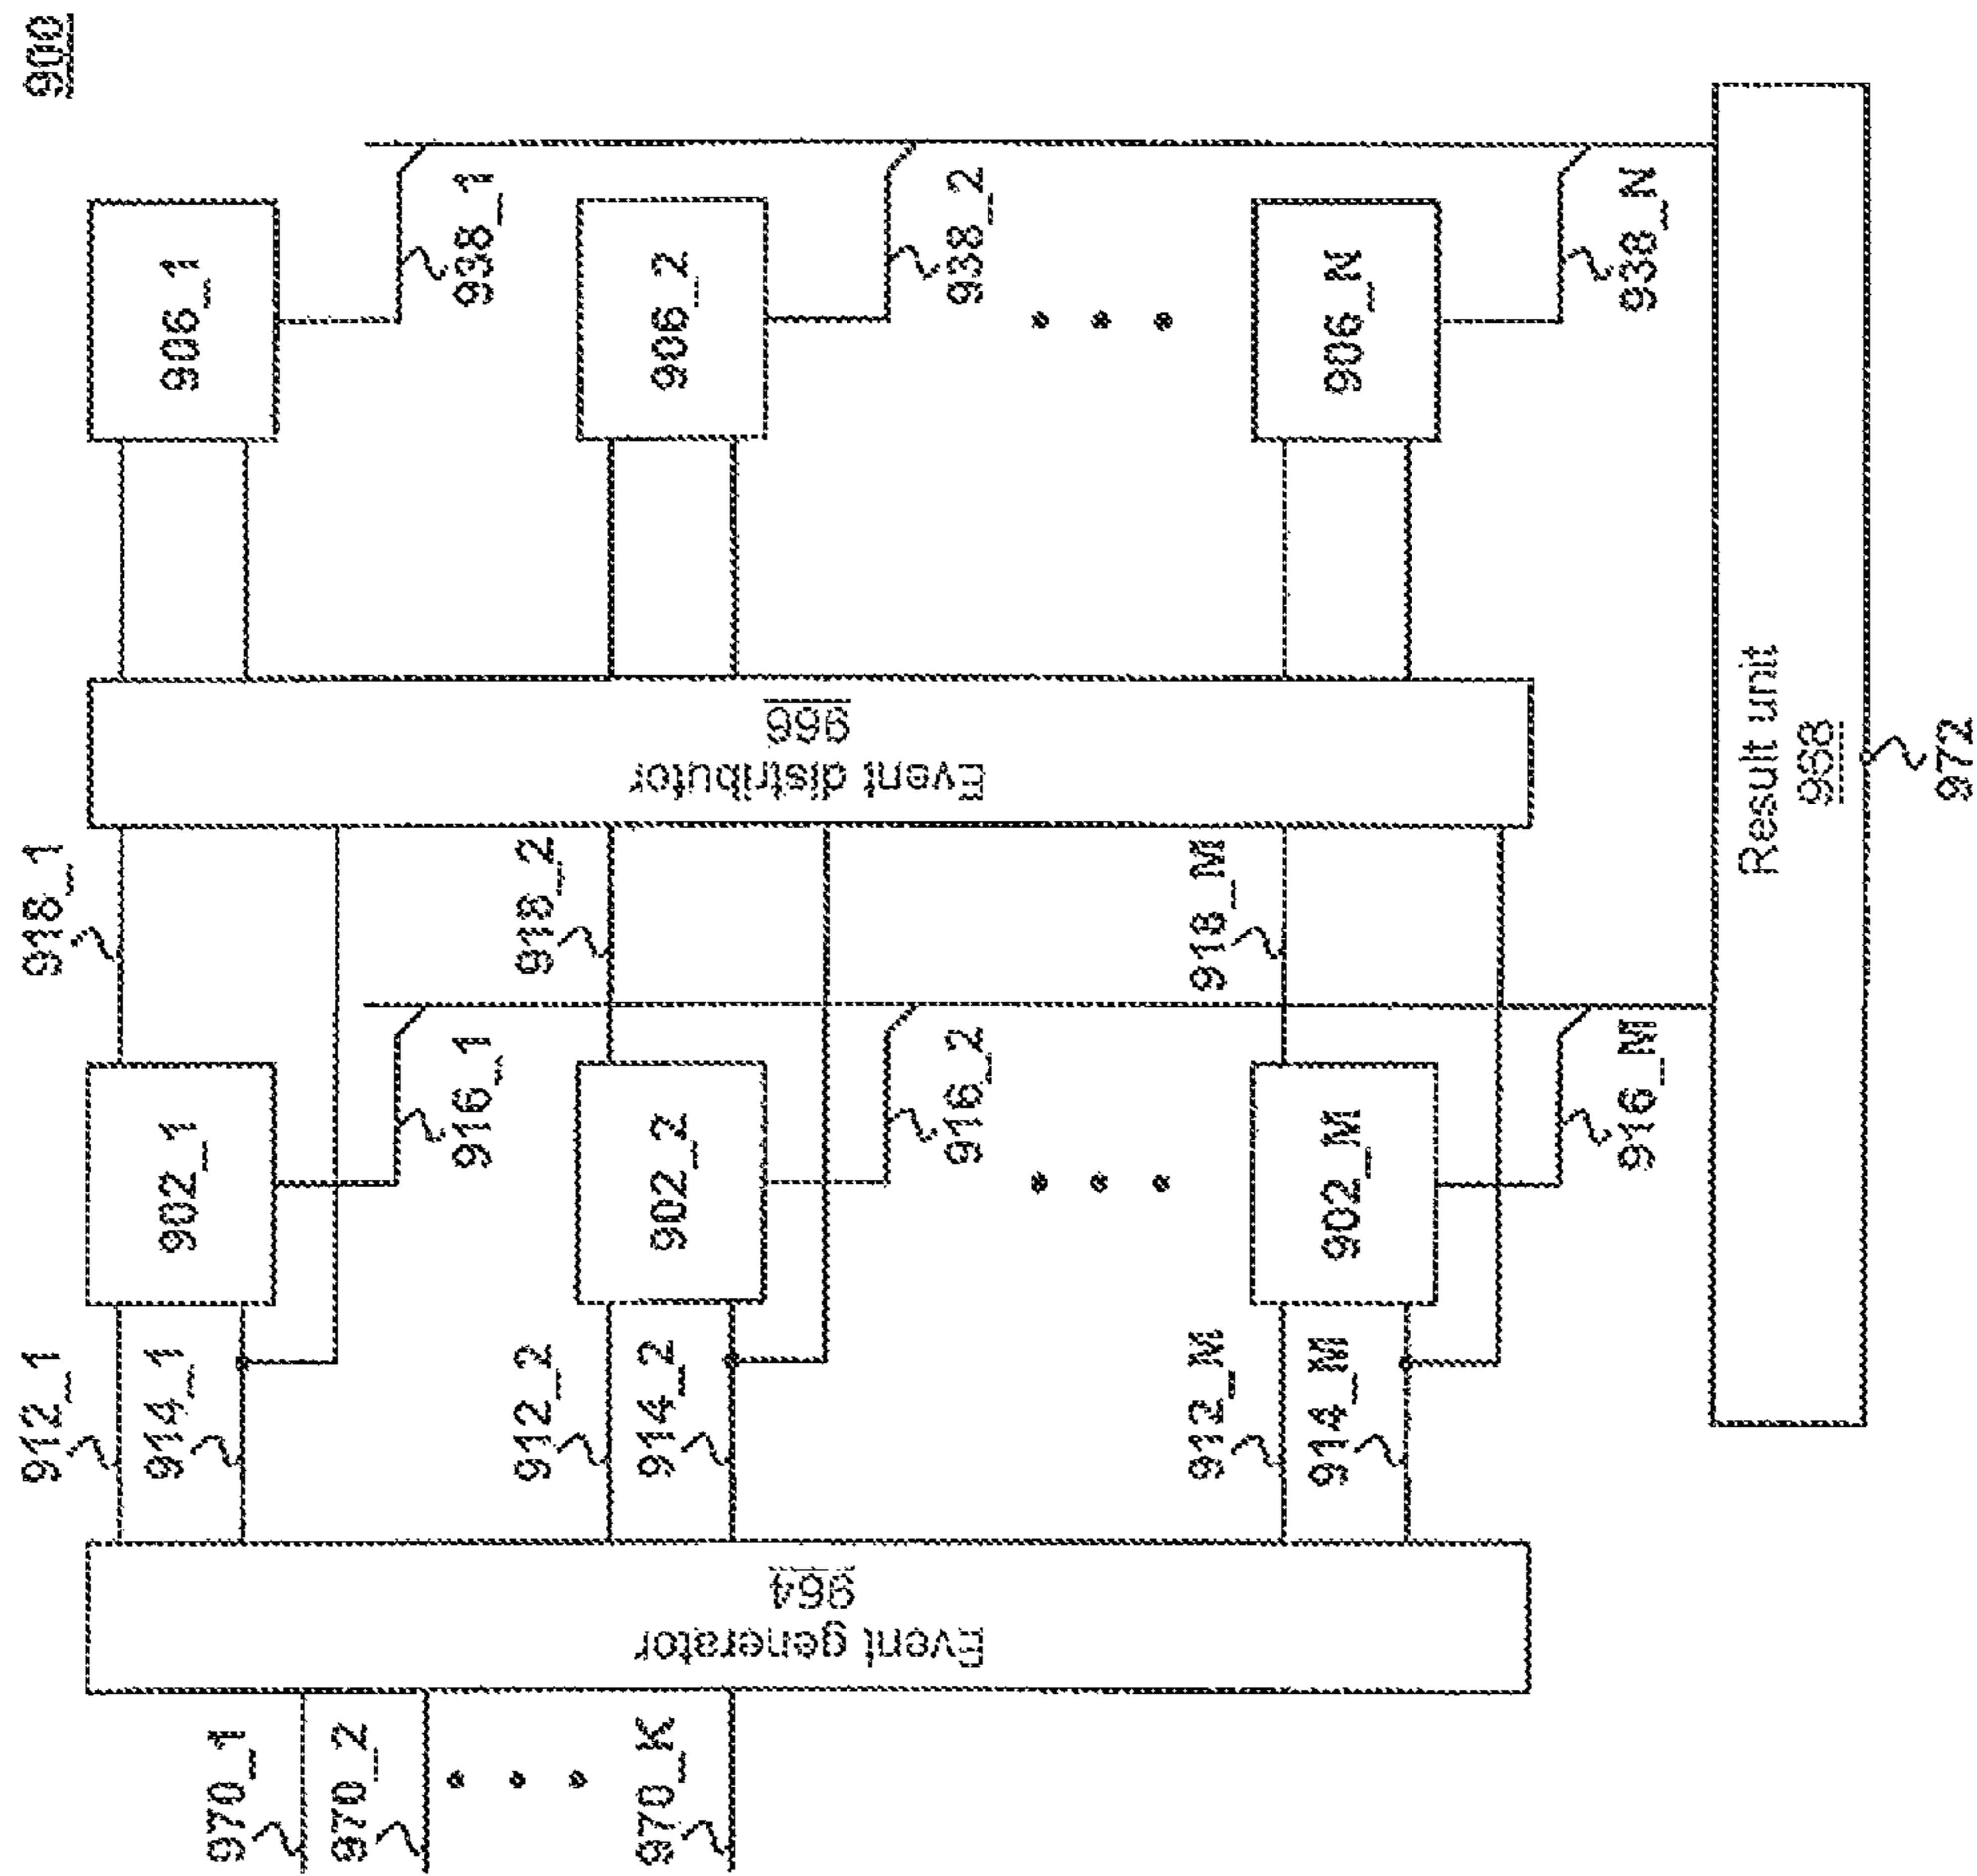 900
970_1
970_2
970_K
Event generator
964
912_1
914_1
912_2
914_2
912_M
914_M
902_1
902_2
902_M
916_1
916_2
916_M
918_1
918_2
918_M
Event distributor
966
906_1
906_2
906_N
938_1
938_2
938_N
Result unit
968
972